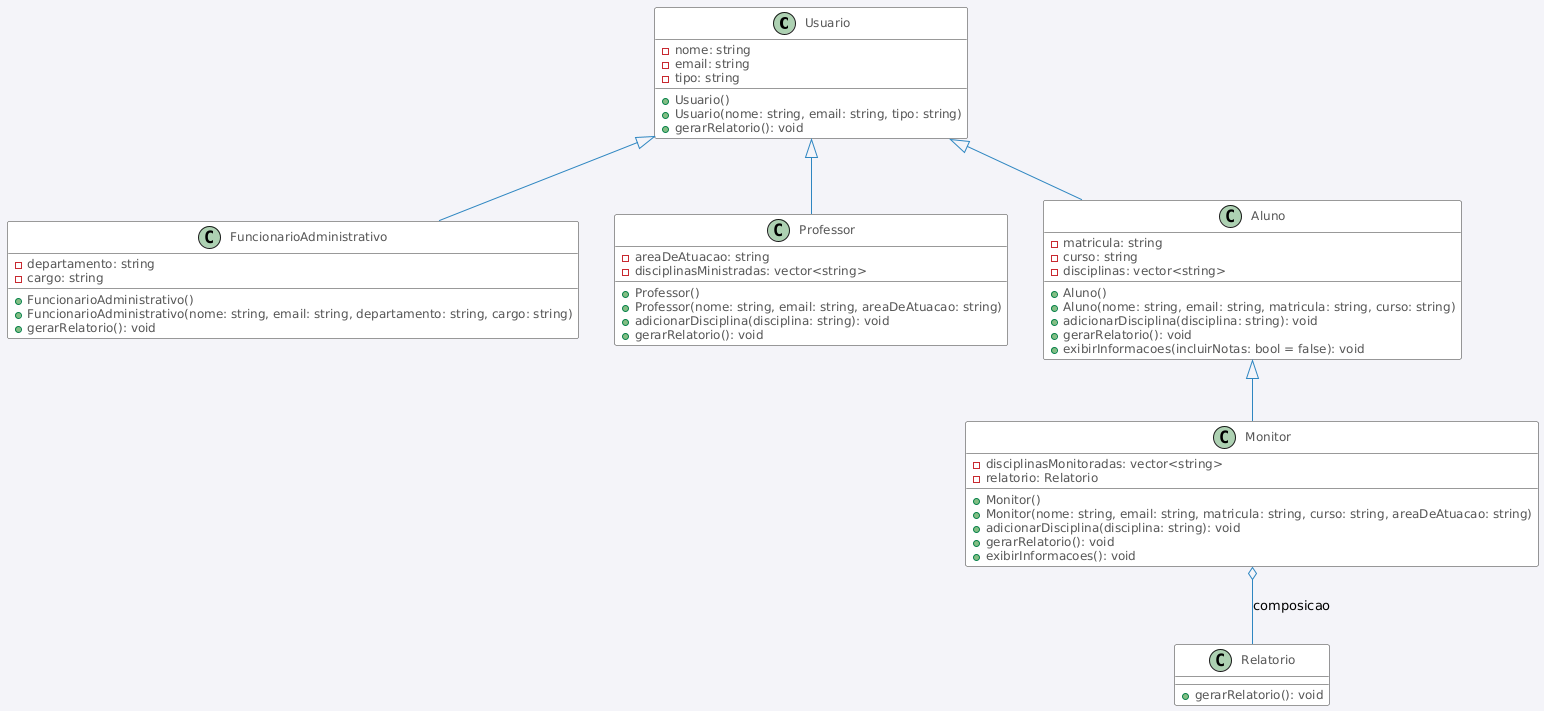 C Usuario
nome: string
email: string
tipo: string
Usuario()
Usuario(nome: string, email: string, tipo: string)
gerarRelatorio(): void
C FuncionarioAdministrativo
departamento: string
cargo: string
FuncionarioAdministrativo()
FuncionarioAdministrativo(nome: string, email: string, departamento: string, cargo: string)
gerarRelatorio(): void
C Professor
areaDeAtuacao: string
disciplinasMinistradas: vector<string>
Professor()
Professor(nome: string, email: string, areaDeAtuacao: string)
adicionarDisciplina(disciplina: string): void
gerarRelatorio(): void
C Aluno
matricula: string
curso: string
disciplinas: vector<string>
Aluno()
Aluno(nome: string, email: string, matricula: string, curso: string)
adicionarDisciplina(disciplina: string): void
gerarRelatorio(): void
exibirInformacoes(incluirNotas: bool = false): void
C Monitor
disciplinasMonitoradas: vector<string>
relatorio: Relatorio
Monitor()
Monitor(nome: string, email: string, matricula: string, curso: string, areaDeAtuacao: string)
adicionarDisciplina(disciplina: string): void
gerarRelatorio(): void
exibirInformacoes(): void
composicao
C Relatorio
gerarRelatorio(): void